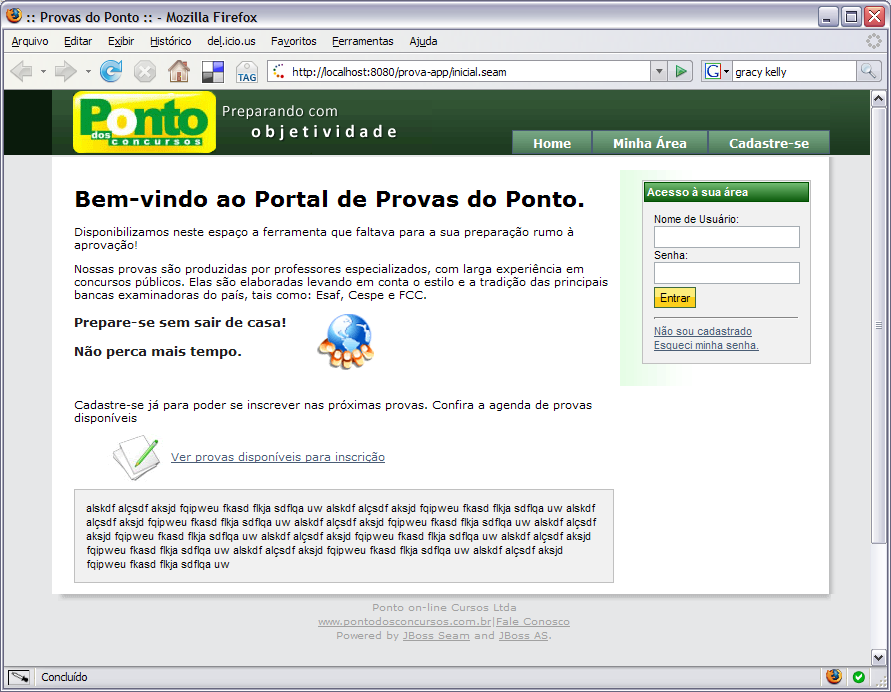 :: Provas do Ponto :: - Mozilla Firefox
Arquivo Editar Exibir Histórico del.icio.us Favoritos Ferramentas Ajuda
TAG http://localhost:8080/prova-app/inicial.seam G gracy kelly
Ponto
dos
concursos
Preparando com
objetividade
Home Minha Área Cadastre-se
Bem-vindo ao Portal de Provas do Ponto.
Disponibilizamos neste espaço a ferramenta que faltava para a sua preparação rumo à
aprovação!
Nossas provas são produzidas por professores especializados, com larga experiência em
concursos públicos. Elas são elaboradas levando em conta o estilo e a tradição das principais
bancas examinadoras do país, tais como: Esaf, Cespe e FCC.
Prepare-se sem sair de casa!
Não perca mais tempo.
Cadastre-se já para poder se inscrever nas próximas provas. Confira a agenda de provas
disponíveis
Ver provas disponíveis para inscrição
alskdf alçsdf aksjd fqipweu fkasd flkja sdflqa uw alskdf alçsdf aksjd fqipweu fkasd flkja sdflqa uw alskdf
alçsdf aksjd fqipweu fkasd flkja sdflqa uw alskdf alçsdf aksjd fqipweu fkasd flkja sdflqa uw alskdf alçsdf
aksjd fqipweu fkasd flkja sdflqa uw alskdf alçsdf aksjd fqipweu fkasd flkja sdflqa uw alskdf alçsdf aksjd
fqipweu fkasd flkja sdflqa uw alskdf alçsdf aksjd fqipweu fkasd flkja sdflqa uw alskdf alçsdf aksjd
fqipweu fkasd flkja sdflqa uw
Acesso à sua área
Nome de Usuário:
Senha:
Entrar
Não sou cadastrado
Esqueci minha senha.
Ponto on-line Cursos Ltda
www.pontodosconcursos.com.br|Fale Conosco
Powered by JBoss Seam and JBoss AS.
Concluído